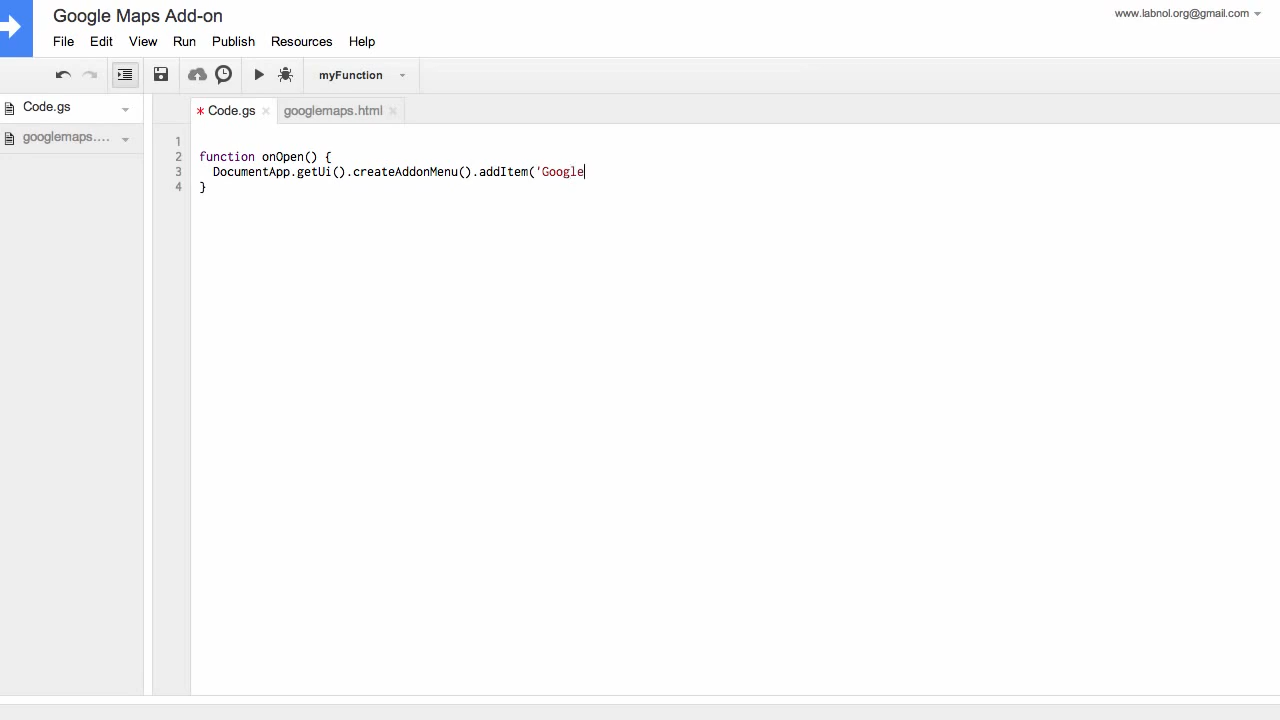 Google Maps Add-on
www.labnol.org@gmail.com
File Edit View Run Publish Resources Help
myFunction
Code.gs
googlemaps....
* Code.gs × googlemaps.html ×
1
2 function onOpen() {
3 DocumentApp.getUi().createAddonMenu().addItem('Google
4 }